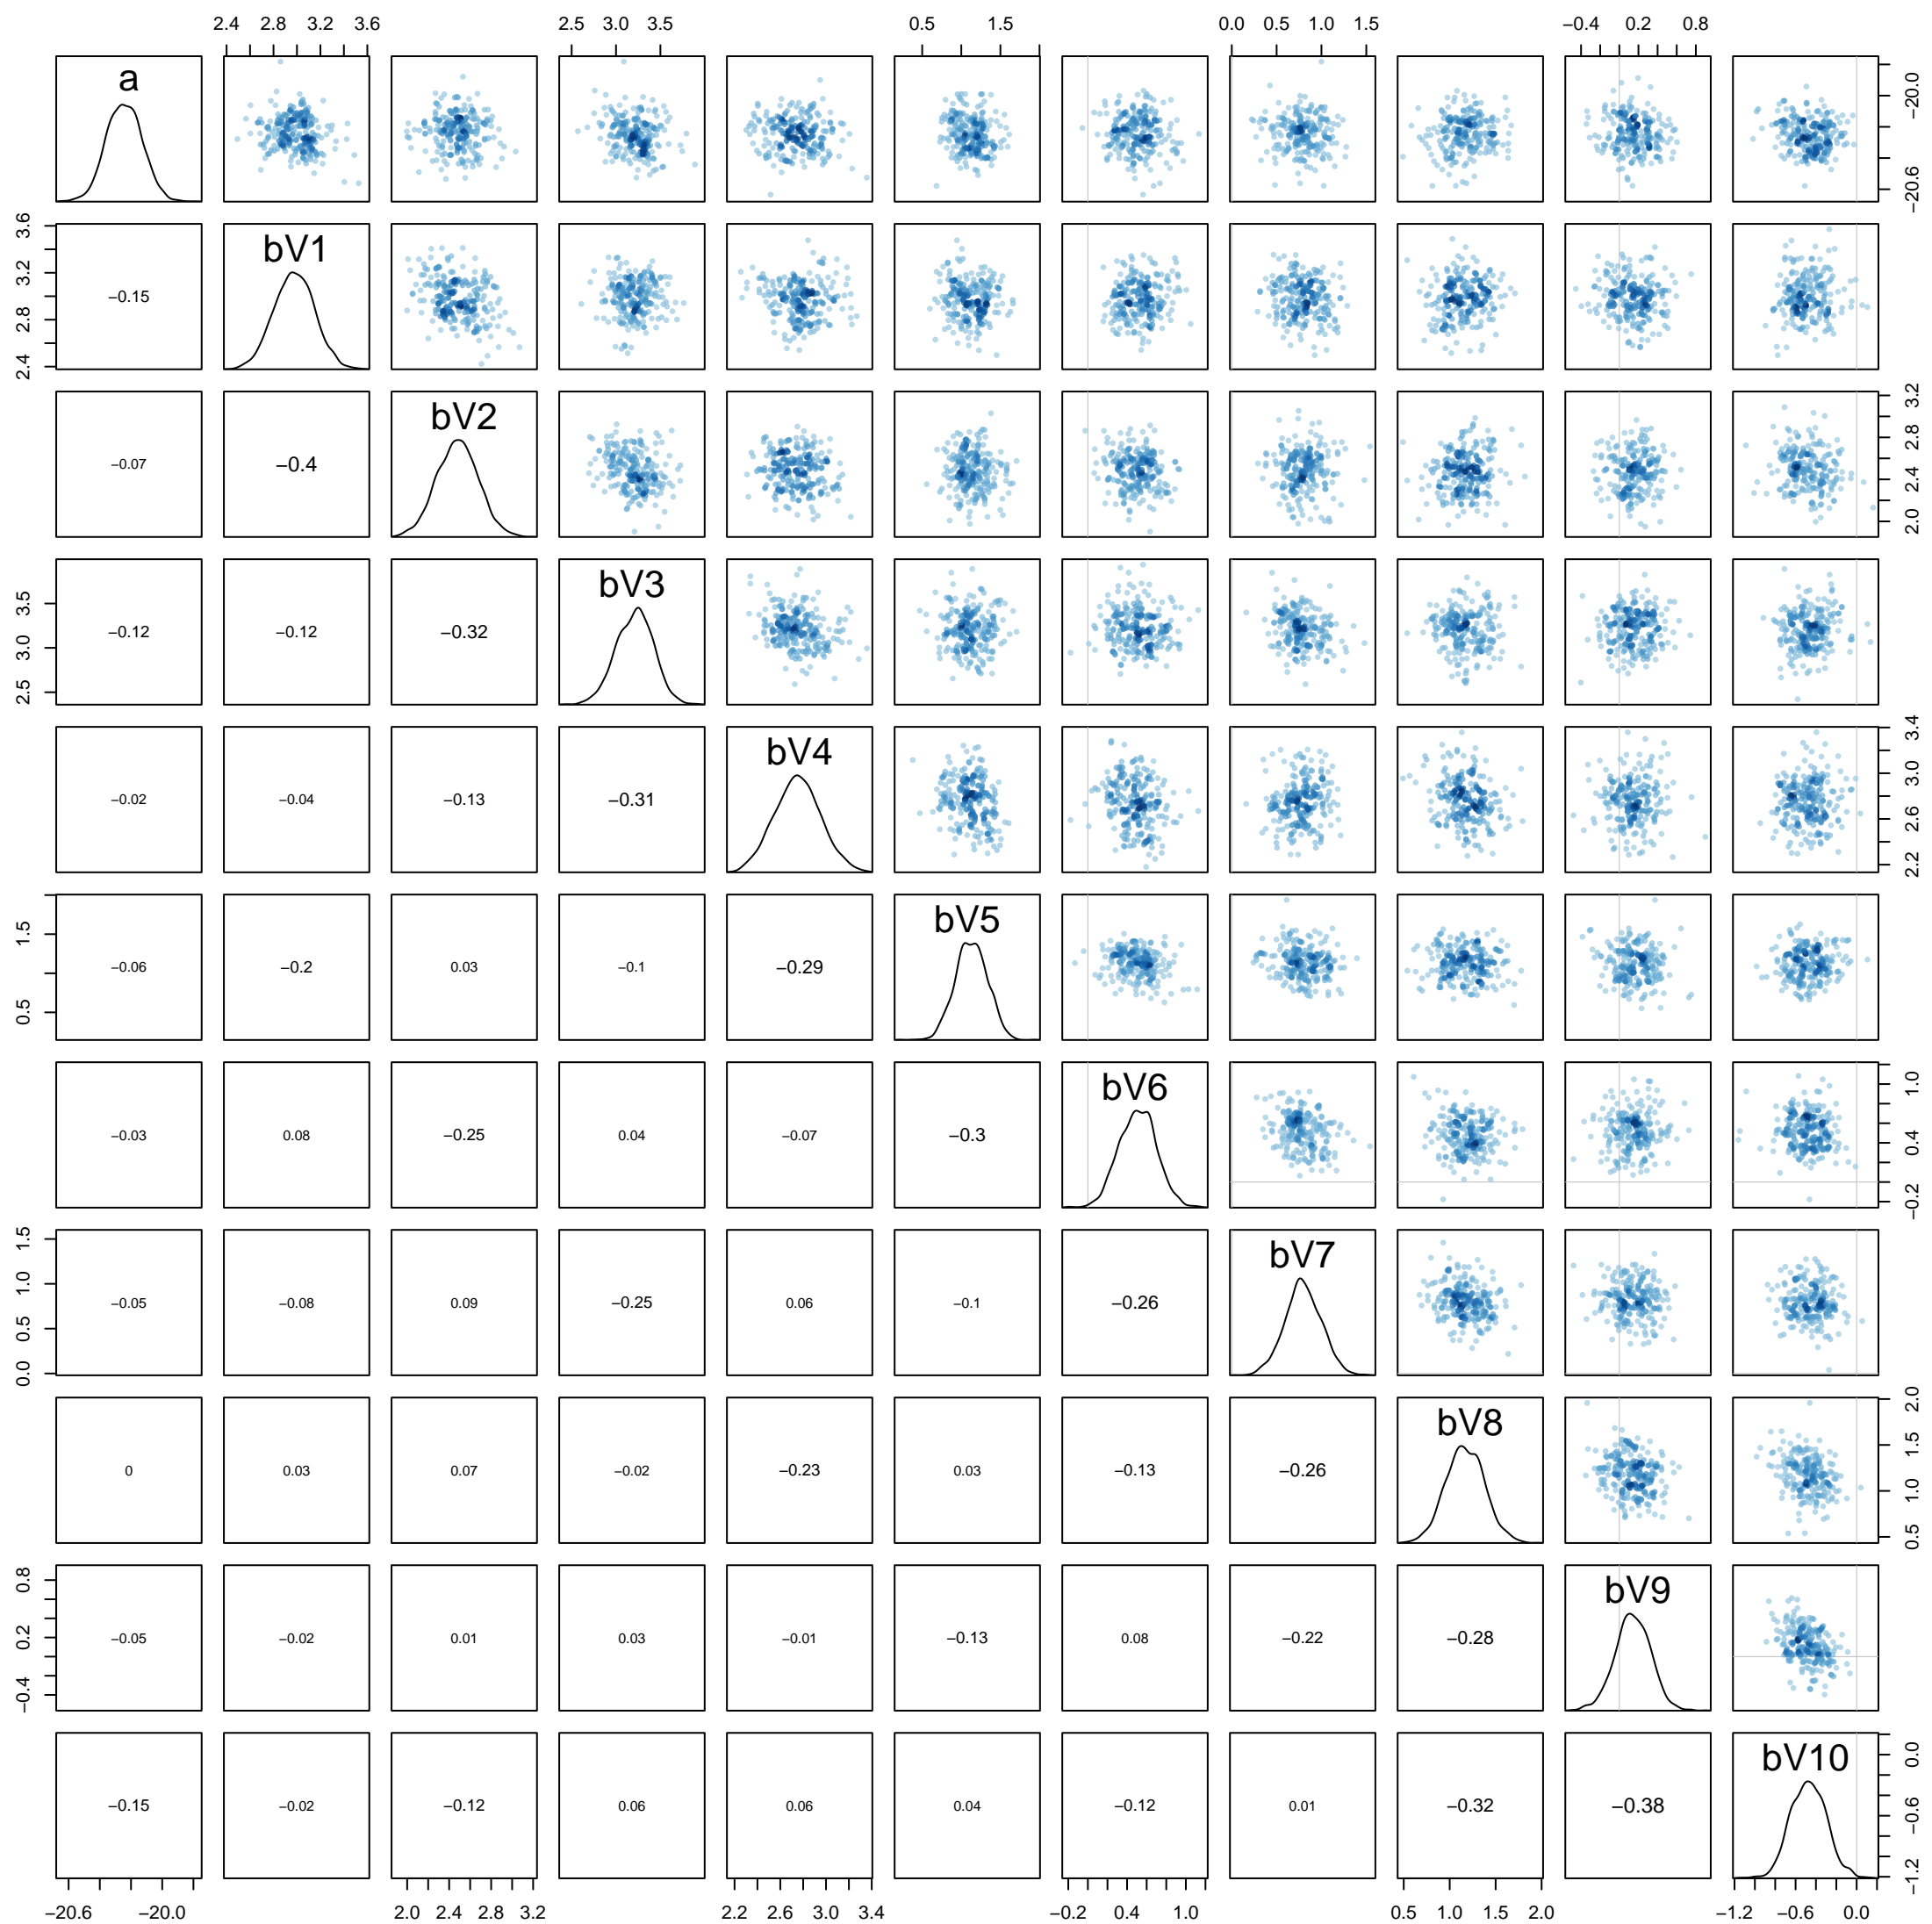 2.4 2.8 3.2 3.6 2.5 3.0 3.5 0.5 1.5 0.0 0.5 1.0 1.5 −0.4 0.2 0.8
a −20.6 −20.0
2.4 2.8 3.2 3.6 −0.15 bV1
−0.07 −0.4 bV2 2.0 2.4 2.8 3.2
2.5 3.0 3.5 −0.12 −0.12 −0.32 bV3
−0.02 −0.04 −0.13 −0.31 bV4 2.2 2.6 3.0 3.4
0.5 1.5 −0.06 −0.2 0.03 −0.1 −0.29 bV5
−0.03 0.08 −0.25 0.04 −0.07 −0.3 bV6 −0.2 0.4 1.0
0.0 0.5 1.0 1.5 −0.05 −0.08 0.09 −0.25 0.06 −0.1 −0.26 bV7
0 0.03 0.07 −0.02 −0.23 0.03 −0.13 −0.26 bV8 0.5 1.0 1.5 2.0
−0.4 0.2 0.8 −0.05 −0.02 0.01 0.03 −0.01 −0.13 0.08 −0.22 −0.28 bV9
−0.15 −0.02 −0.12 0.06 0.06 0.04 −0.12 0.01 −0.32 −0.38 bV10 −1.2 −0.6 0.0
−20.6 −20.0 2.0 2.4 2.8 3.2 2.2 2.6 3.0 3.4 −0.2 0.4 1.0 0.5 1.0 1.5 2.0 −1.2 −0.6 0.0